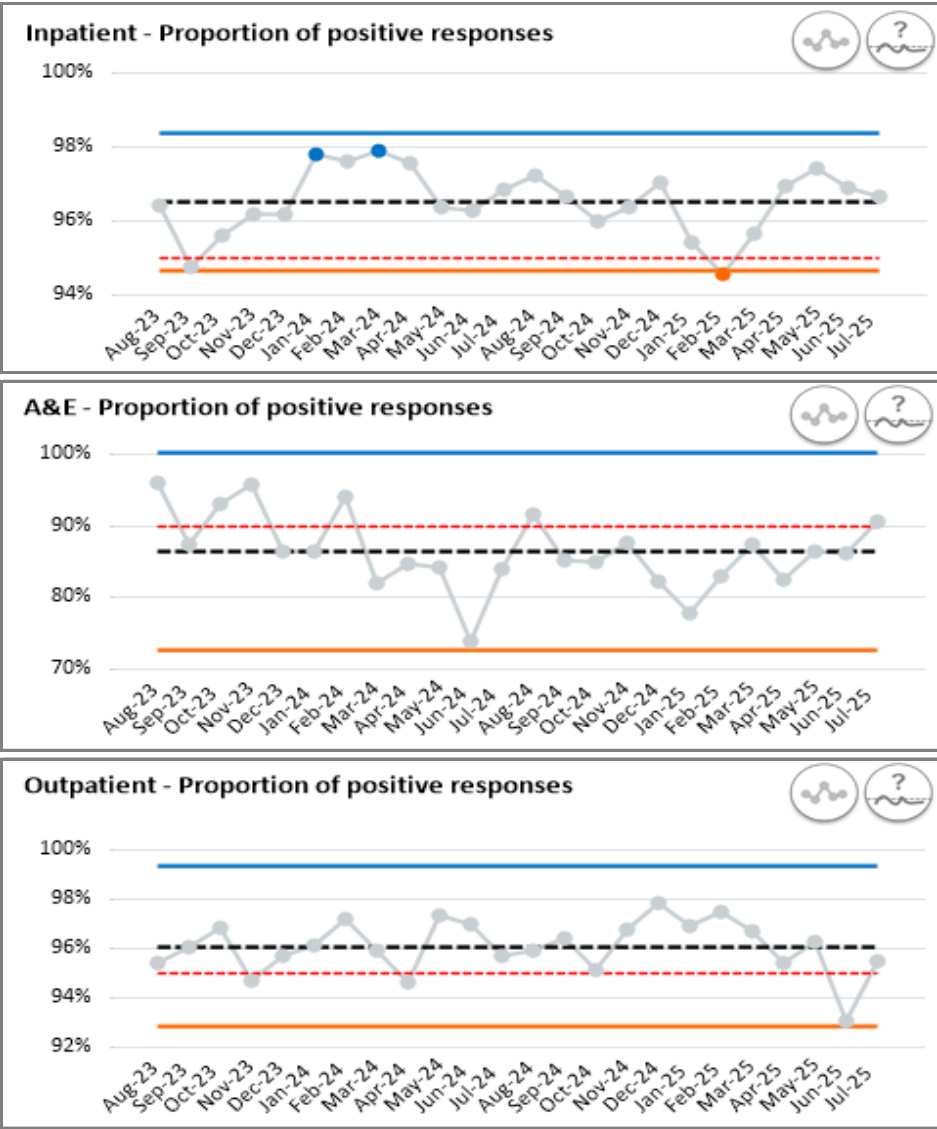 Inpatient - Proportion of positive responses
?
100%
98%
96%
94%
Aug-23 Sep-23 Oct-23 Nov-23 Dec-23 Jan-24 Feb-24 Mar-24 Apr-24 May-24 Jun-24 Jul-24 Aug-24 Sep-24 Oct-24 Nov-24 Dec-24 Jan-25 Feb-25 Mar-25 Apr-25 May-25 Jun-25 Jul-25
A&E - Proportion of positive responses
?
100%
90%
80%
70%
Aug-23 Sep-23 Oct-23 Nov-23 Dec-23 Jan-24 Feb-24 Mar-24 Apr-24 May-24 Jun-24 Jul-24 Aug-24 Sep-24 Oct-24 Nov-24 Dec-24 Jan-25 Feb-25 Mar-25 Apr-25 May-25 Jun-25 Jul-25
Outpatient - Proportion of positive responses
?
100%
98%
96%
94%
92%
Aug-23 Sep-23 Oct-23 Nov-23 Dec-23 Jan-24 Feb-24 Mar-24 Apr-24 May-24 Jun-24 Jul-24 Aug-24 Sep-24 Oct-24 Nov-24 Dec-24 Jan-25 Feb-25 Mar-25 Apr-25 May-25 Jun-25 Jul-25